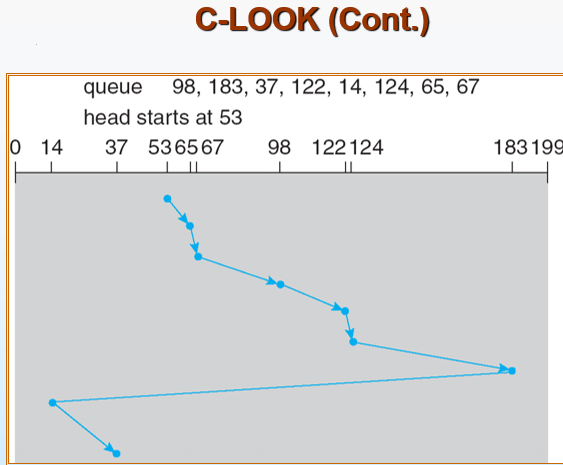 C-LOOK (Cont.)
queue 98, 183, 37, 122, 14, 124, 65, 67
head starts at 53
0 14 37 53 65 67 98 122 124 183 199